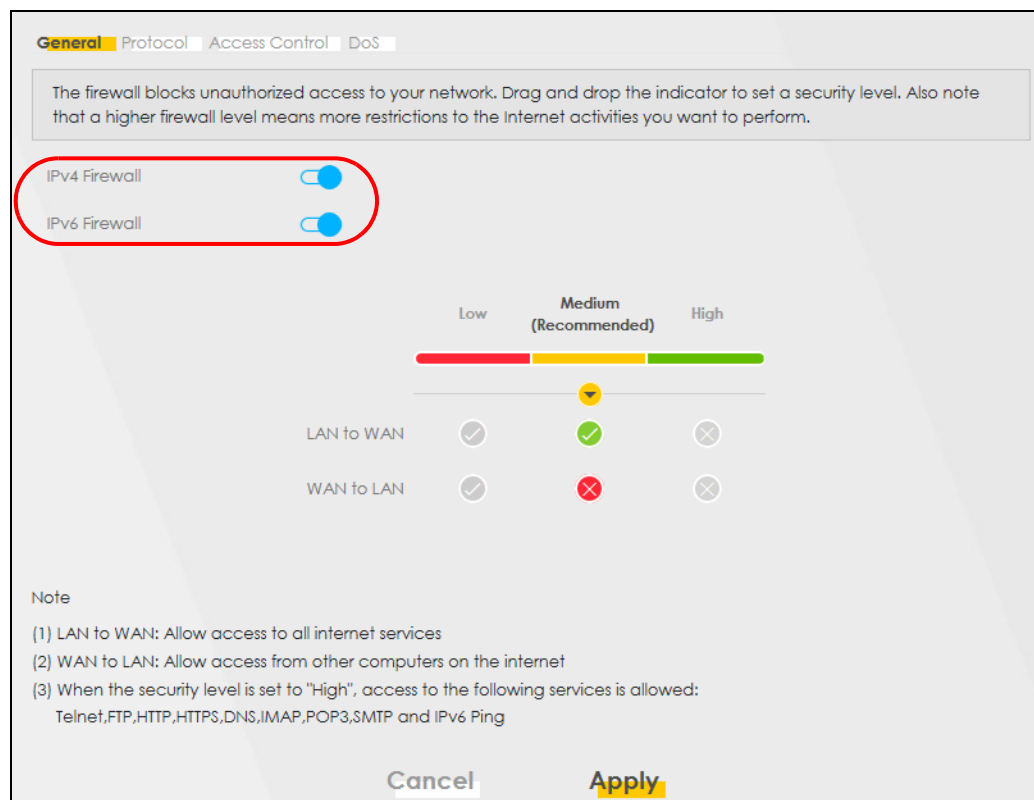 General Protocol Access Control DoS
The firewall blocks unauthorized access to your network. Drag and drop the indicator to set a security level. Also note
that a higher firewall level means more restrictions to the Internet activities you want to perform.
IPv4 Firewall
IPv6 Firewall
Low Medium High
(Recommended)
LAN to WAN
WAN to LAN
Note
(1) LAN to WAN: Allow access to all internet services
(2) WAN to LAN: Allow access from other computers on the internet
(3) When the security level is set to "High", access to the following services is allowed:
Telnet,FTP,HTTP,HTTPS,DNS,IMAP,POP3,SMTP and IPv6 Ping
Cancel Apply